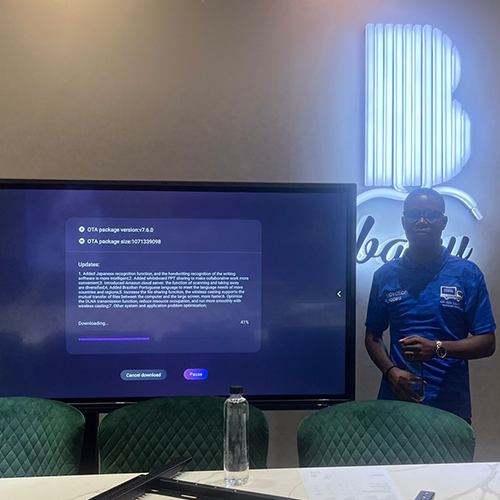 OTA package version:v7.6.0
OTA package size:1071339098
Updates:
1. Added Japanese recognition function, and the handwriting recognition of the writing
software is more intelligent;2. Added whiteboard PPT sharing to make collaborative work more
convenient;3. Introduced Amazon cloud server, the function of scanning and taking away
are diversified;4. Added Brazilian Portuguese language to meet the language needs of more
countries and regions;5. Increase the file sharing function, the wireless casting supports the
mutual transfer of files between the computer and the large screen, more faster;6. Optimize
the DLNA transmission function, reduce resource occupation, and run more smoothly with
wireless casting;7. Other system and application problem optimization;
Downloading... 41%
Cancel download Pause
B